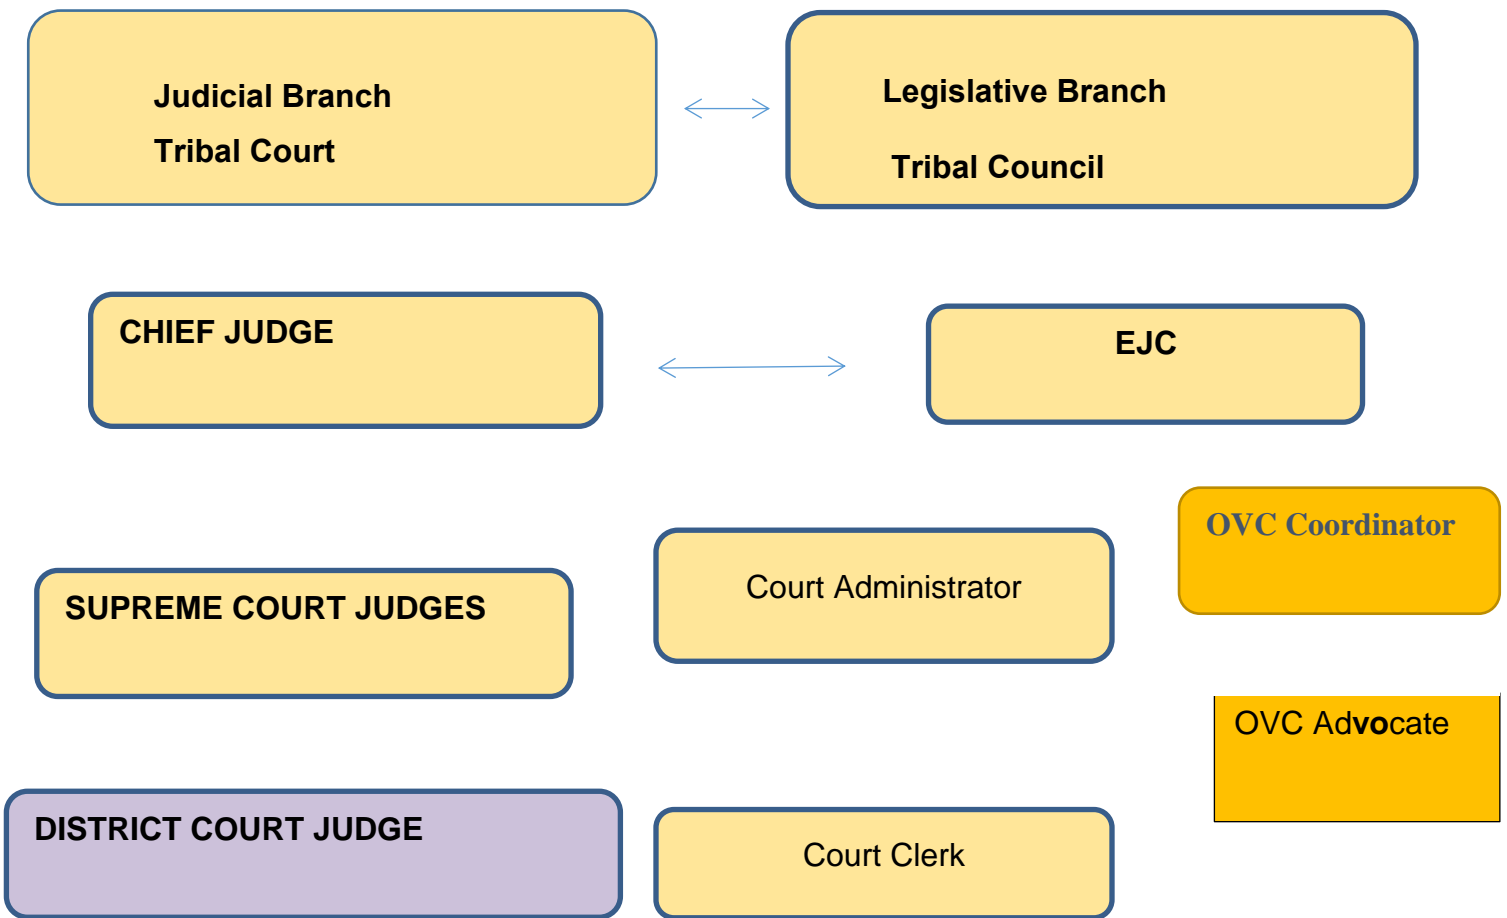 Judicial Branch
Tribal Court
Legislative Branch
Tribal Council
CHIEF JUDGE
EJC
OVC Coordinator
Court Administrator
SUPREME COURT JUDGES
OVC Advocate
DISTRICT COURT JUDGE
Court Clerk